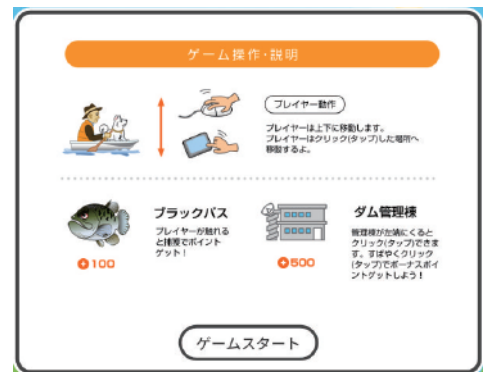 ゲーム操作・説明
プレイヤー動作
プレイヤーは上下に移動します。
プレイヤーはクリック(タップ)した場所へ
移動するよ。
ブラックバス
プレイヤーが触れる
と捕獲でポイント
ゲット!
+100
ダム管理棟
管理棟が左端にくると
クリック(タップ)できま
す。すばやくクリック
(タップ)でボーナスポイ
ントゲットしよう!
+500
ゲームスタート